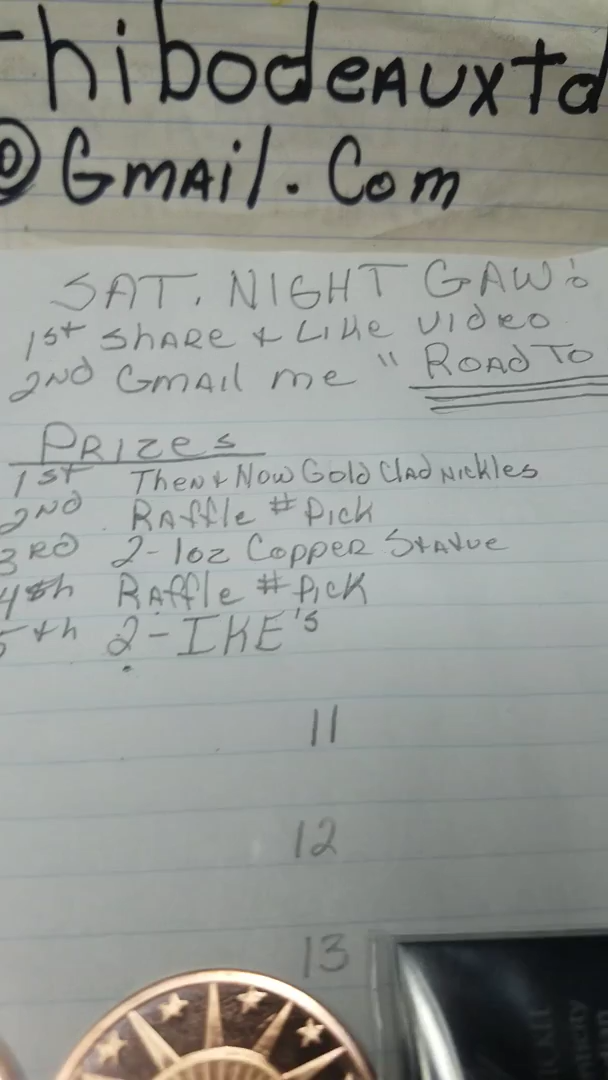 hibodeAUXTd
@Gmail.Com
SAT. NIGHT GAW:
1st SHARE & LIKE VIDEO
2ND GMAIL me " ROAD TO
PRIZES
1ST Then & Now Gold Clad Nickles
2ND RAffle # PICK
3RD 2-1oz Copper Statue
4th RAffle # PICK
5th 2-IKE's
11
12
13